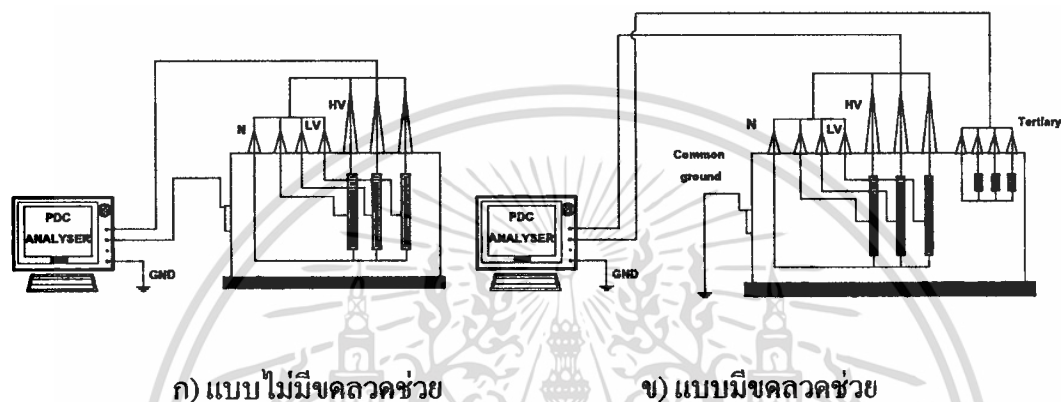 HV
N
LV
PDC
ANALYSER
GND
ก) แบบไม่มีขดลวดช่วย
HV
N
LV
Tertiary
Common
ground
PDC
ANALYSER
GND
ข) แบบมีขดลวดช่วย